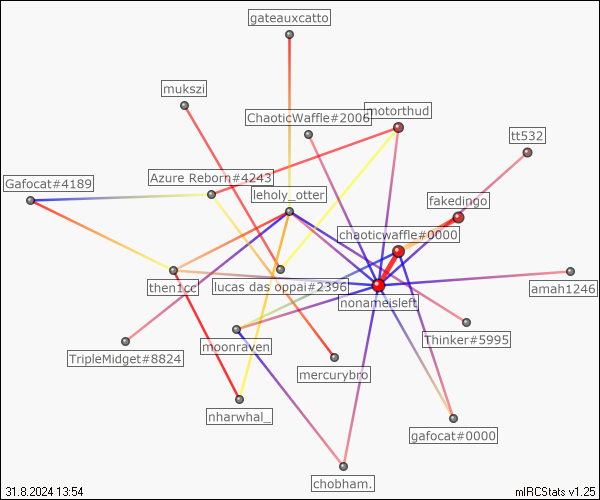 gateauxcatto
mukszi
ChaoticWaffle#2006
motorthud
tt532
Azure Reborn#4243
Gafocat#4189
leholy_otter
fakedingo
chaoticwaffle#0000
then1cc
lucas das oppai#2396
nonameisleft
amah1246
moonraven
Thinker#5995
TripleMidget#8824
mercurybro
nharwhal_
gafocat#0000
chobham.
31.8.2024 13:54
mIRCStats v1.25